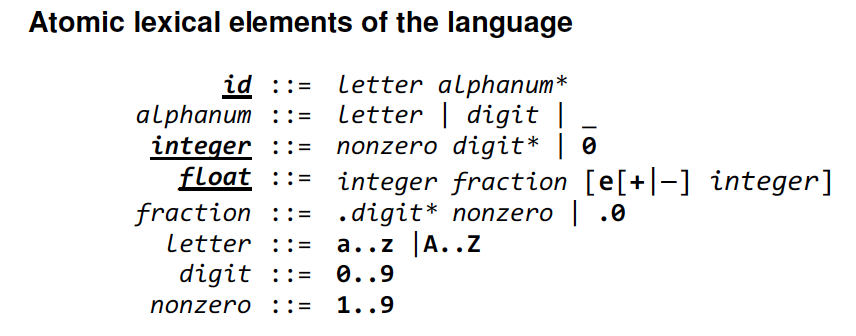 Atomic lexical elements of the language
id ::= letter alphanum*
alphanum ::= letter | digit | _
integer ::= nonzero digit* | 0
float ::= integer fraction [e[+|−] integer]
fraction ::= .digit* nonzero | .0
letter ::= a..z |A..Z
digit ::= 0..9
nonzero ::= 1..9